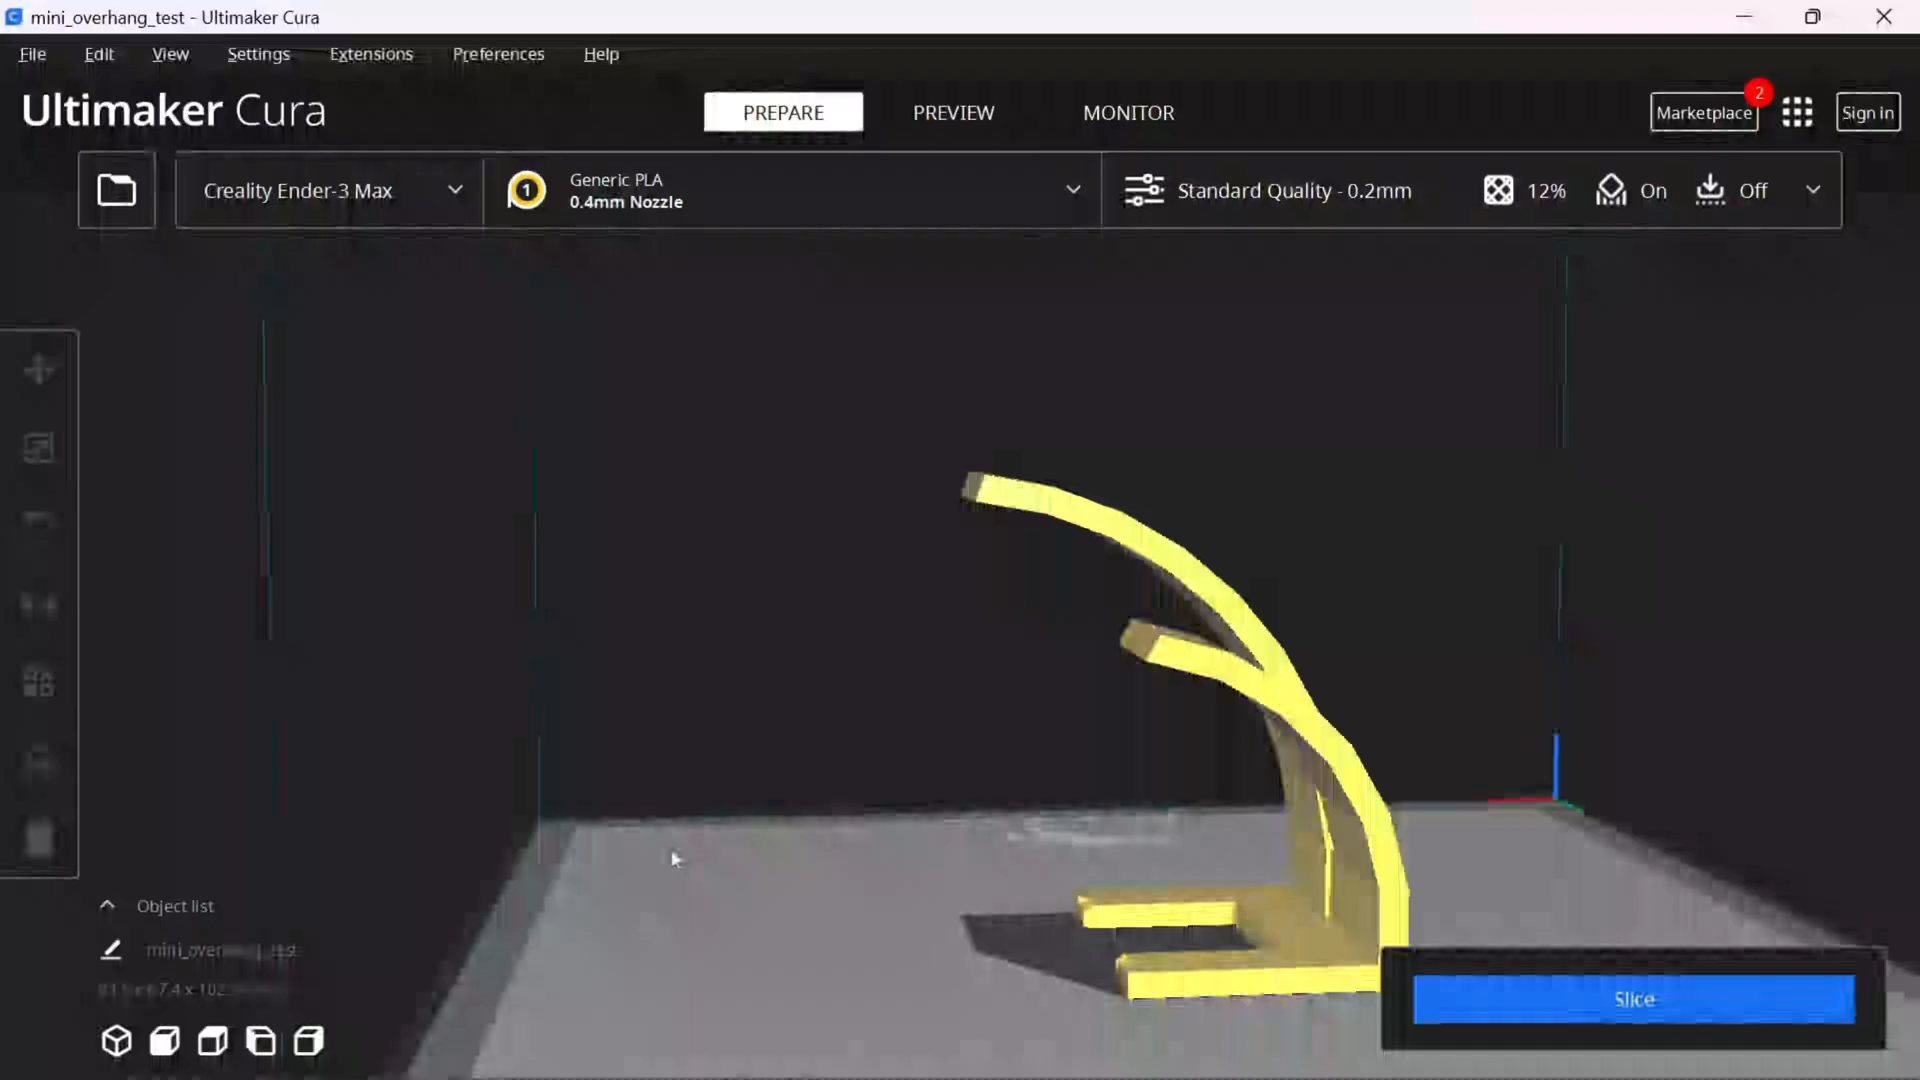 mini_overhang_test - Ultimaker Cura
File Edit View Settings Extensions Preferences Help
Ultimaker Cura
PREPARE PREVIEW MONITOR
Marketplace 2 Sign in
Creality Ender-3 Max
1 Generic PLA
0.4mm Nozzle
Standard Quality - 0.2mm 12% On Off
Object list
Slice